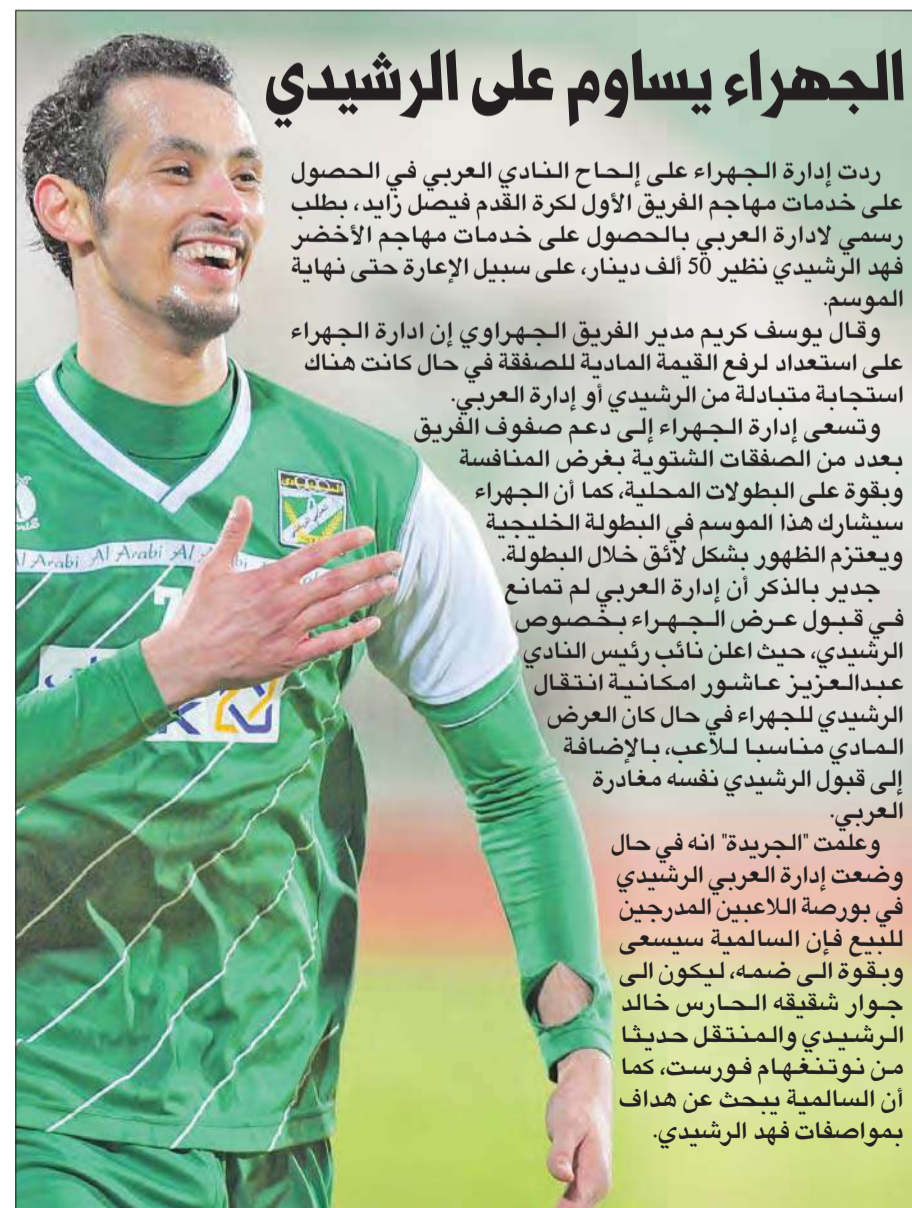 الجهراء يساوم على الرشيدي
ردت إدارة الجهراء على إلحاح النادي العربي في الحصول
على خدمات مهاجم الفريق الأول لكرة القدم فيصل زايد، بطلب
رسمي لادارة العربي بالحصول على خدمات مهاجم الأخضر
فهد الرشيدي نظير 50 ألف دينار، على سبيل الإعارة حتى نهاية
الموسم.
وقال يوسف كريم مدير الفريق الجهراوي إن ادارة الجهراء
على استعداد لرفع القيمة المادية للصفقة في حال كانت هناك
استجابة متبادلة من الرشيدي أو إدارة العربي.
وتسعى إدارة الجهراء إلى دعم صفوف الفريق
بعدد من الصفقات الشتوية بغرض المنافسة
وبقوة على البطولات المحلية، كما أن الجهراء
سيشارك هذا الموسم في البطولة الخليجية
ويعتزم الظهور بشكل لائق خلال البطولة.
جدير بالذكر أن إدارة العربي لم تمانع
في قبول عرض الجهراء بخصوص
الرشيدي، حيث اعلن نائب رئيس النادي
عبدالعزيز عاشور امكانية انتقال
الرشيدي للجهراء في حال كان العرض
المادي مناسبا للاعب، بالإضافة
إلى قبول الرشيدي نفسه مغادرة
العربي.
وعلمت "الجريدة" انه في حال
وضعت إدارة العربي الرشيدي
في بورصة اللاعبين المدرجين
للبيع فإن السالمية سيسعى
وبقوة الى ضمه، ليكون الى
جوار شقيقه الحارس خالد
الرشيدي والمنتقل حديثا
من نوتنغهام فورست، كما
أن السالمية يبحث عن هداف
بمواصفات فهد الرشيدي.
Al Arabi Al Arabi Al